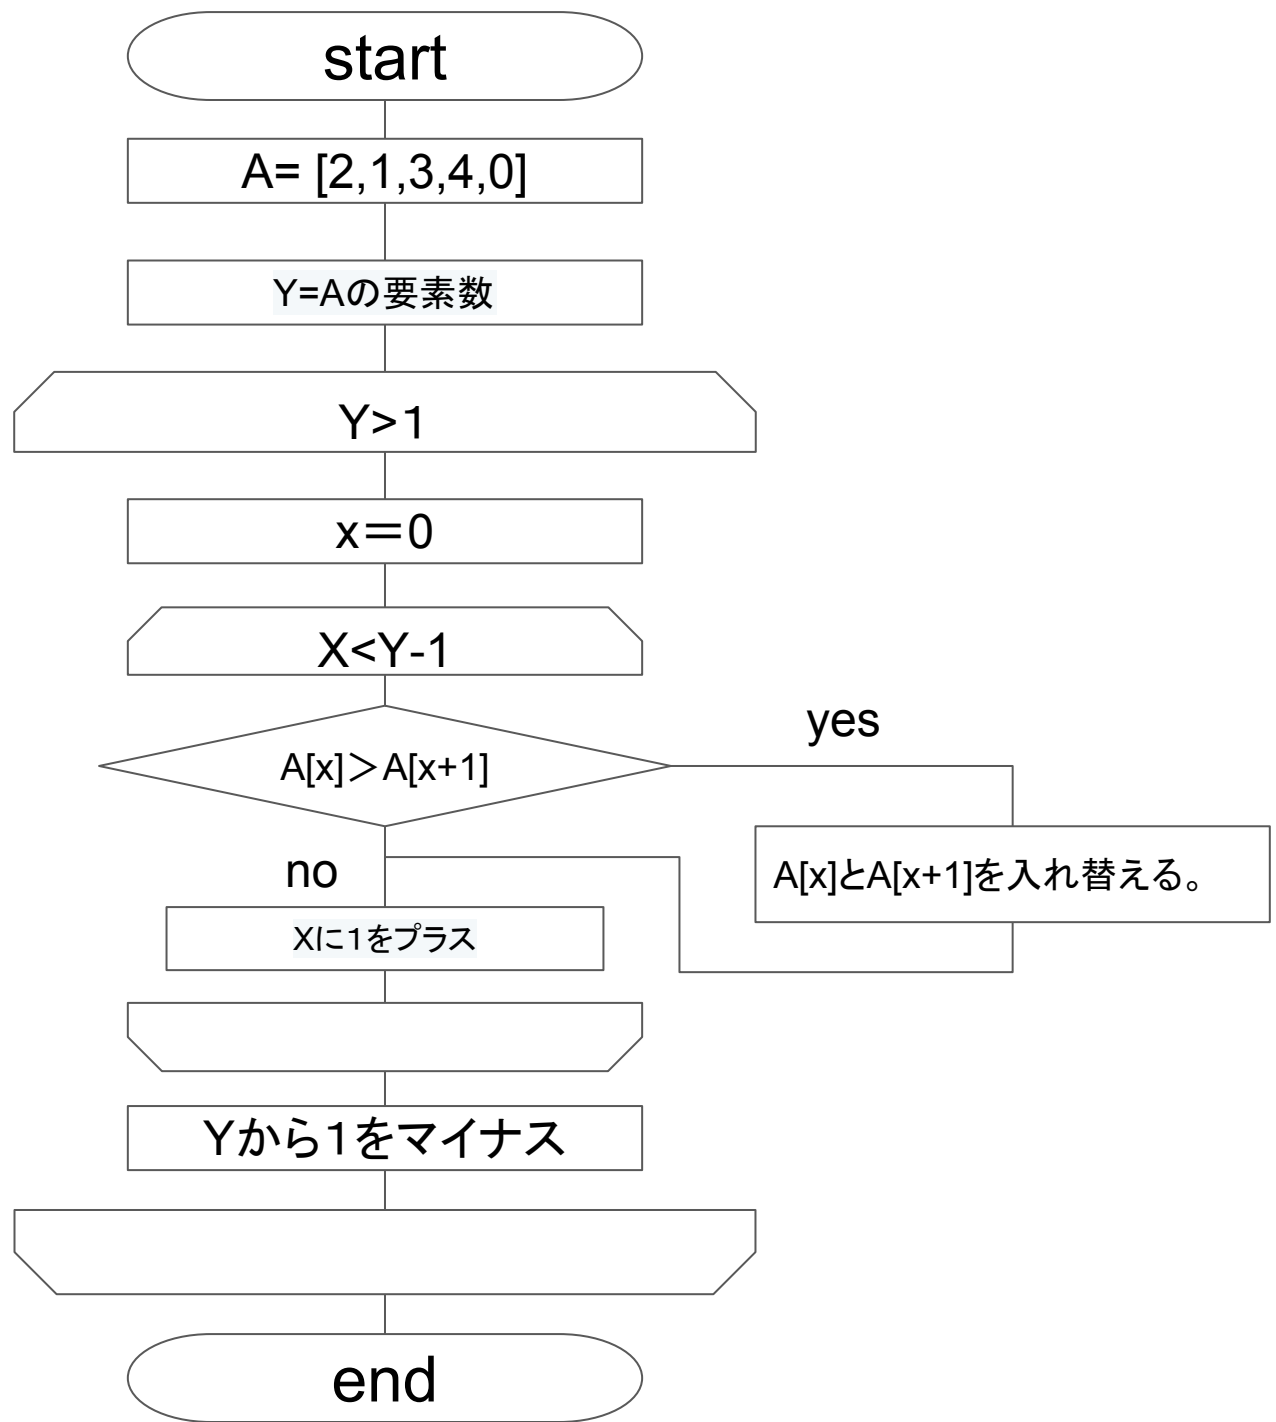 start
A= [2,1,3,4,0]
Y=Aの要素数
Y>1
x＝0
X<Y-1
yes
A[x]＞A[x+1]
no
A[x]とA[x+1]を入れ替える。
Xに１をプラス
Yから1をマイナス
end